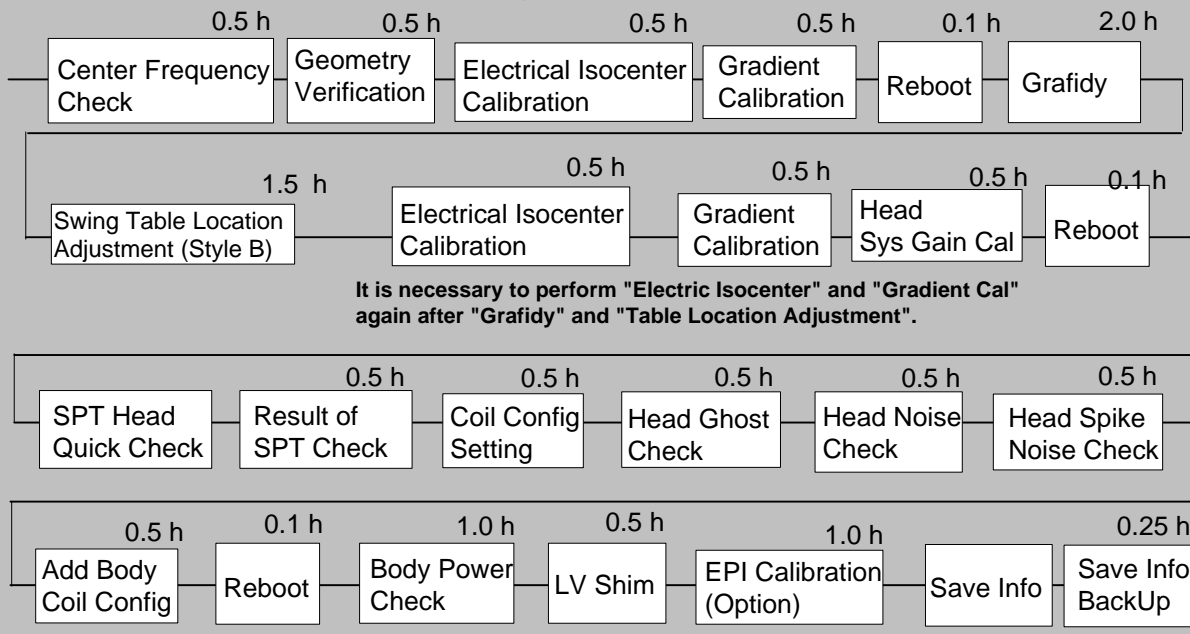 0.5 h 0.5 h 0.5 h 0.5 h 0.1 h 2.0 h
Center Frequency
Check
Geometry
Verification
Electrical Isocenter
Calibration
Gradient
Calibration
Reboot
Grafidy
1.5 h 0.5 h 0.5 h 0.5 h 0.1 h
Swing Table Location
Adjustment (Style B)
Electrical Isocenter
Calibration
Gradient
Calibration
Head
Sys Gain Cal
Reboot
It is necessary to perform "Electric Isocenter" and "Gradient Cal"
again after "Grafidy" and "Table Location Adjustment".
0.5 h 0.5 h 0.5 h 0.5 h 0.5 h
SPT Head
Quick Check
Result of
SPT Check
Coil Config
Setting
Head Ghost
Check
Head Noise
Check
Head Spike
Noise Check
0.5 h 0.1 h 1.0 h 0.5 h 1.0 h 0.25 h
Add Body
Coil Config
Reboot
Body Power
Check
LV Shim
EPI Calibration
(Option)
Save Info
Save Info
BackUp